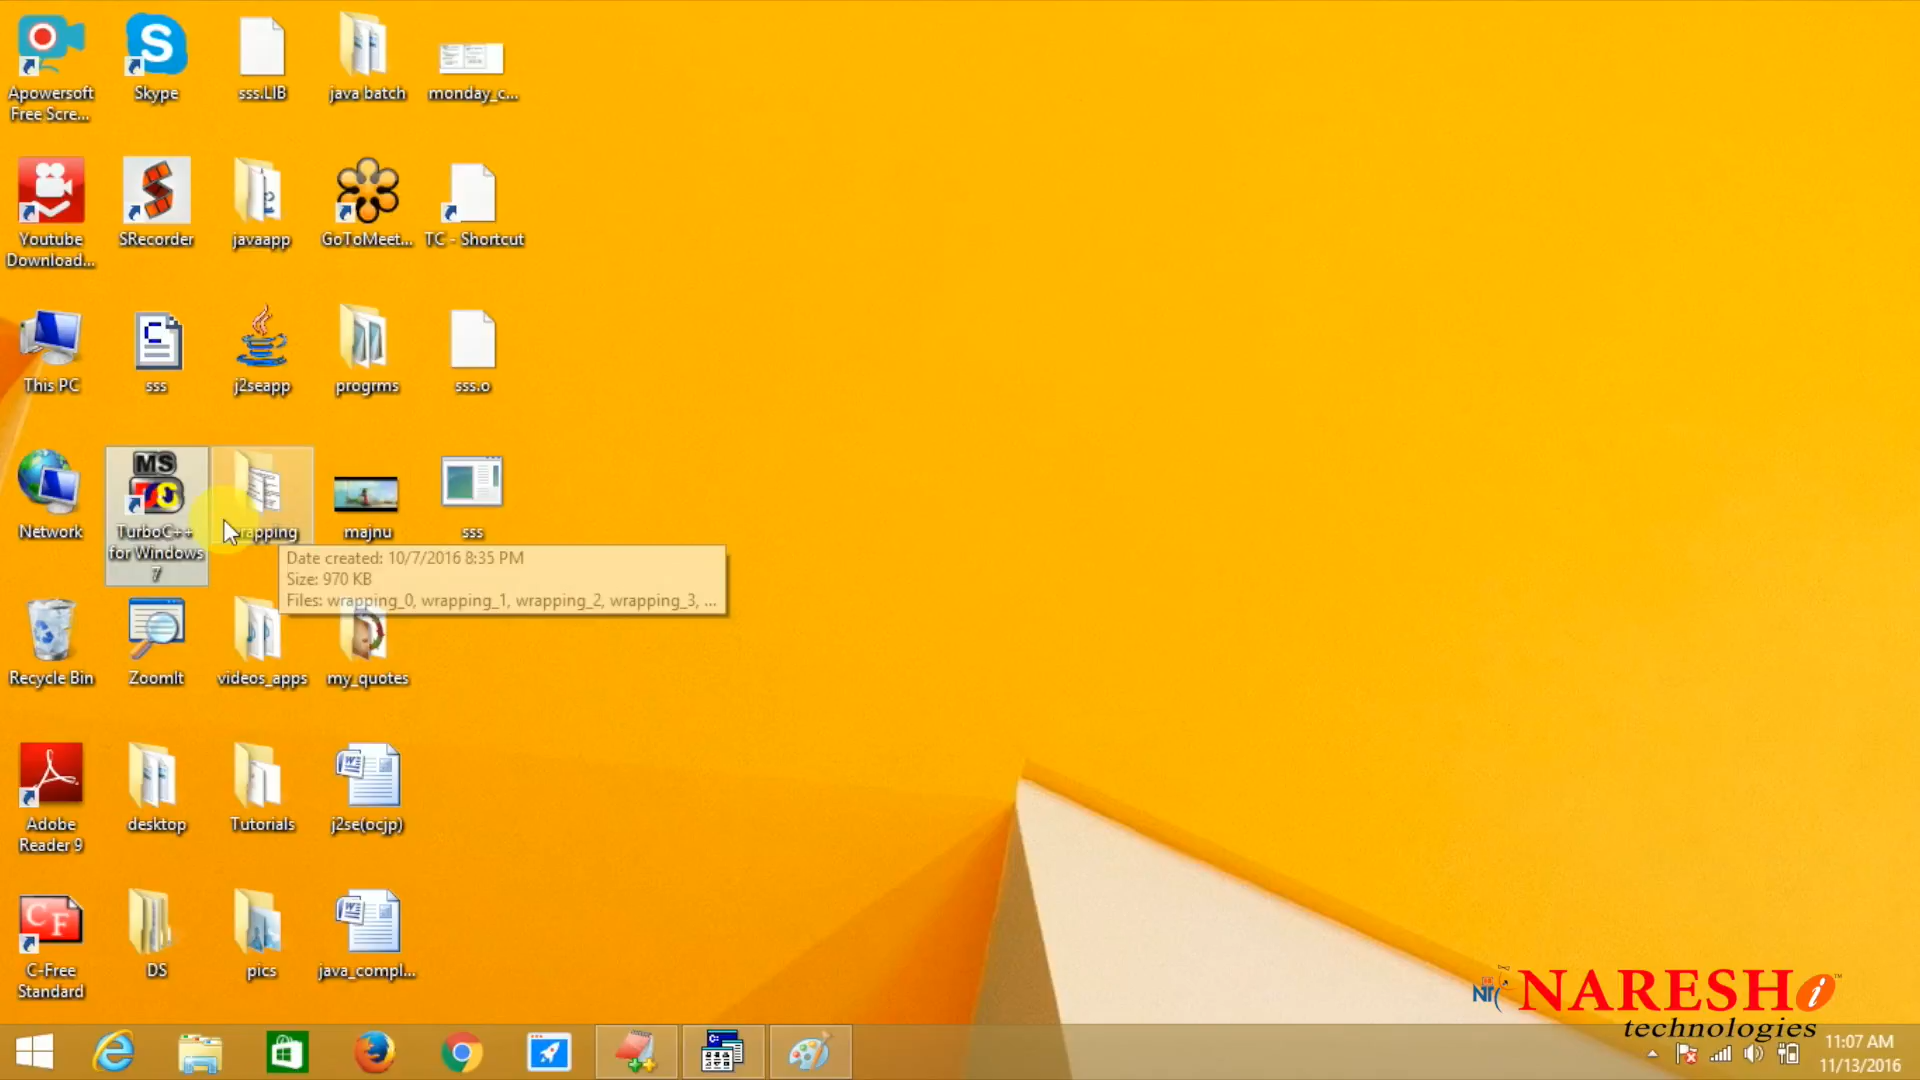 Apowersoft
Free Scre...
Skype
sss.LIB
java batch
monday_c...
Youtube
Download...
SRecorder
javaapp
GoToMeet...
TC - Shortcut
This PC
sss
j2seapp
progrms
sss.o
Network
MS
TurboC++
for Windows
7
wrapping
majnu
sss
Date created: 10/7/2016 8:35 PM
Size: 970 KB
Files: wrapping_0, wrapping_1, wrapping_2, wrapping_3, ...
Recycle Bin
ZoomIt
videos_apps
my_quotes
Adobe
Reader 9
desktop
Tutorials
j2se(ocjp)
CF
C-Free
Standard
DS
pics
java_compl...
NARESH i
technologies
11:07 AM
11/13/2016